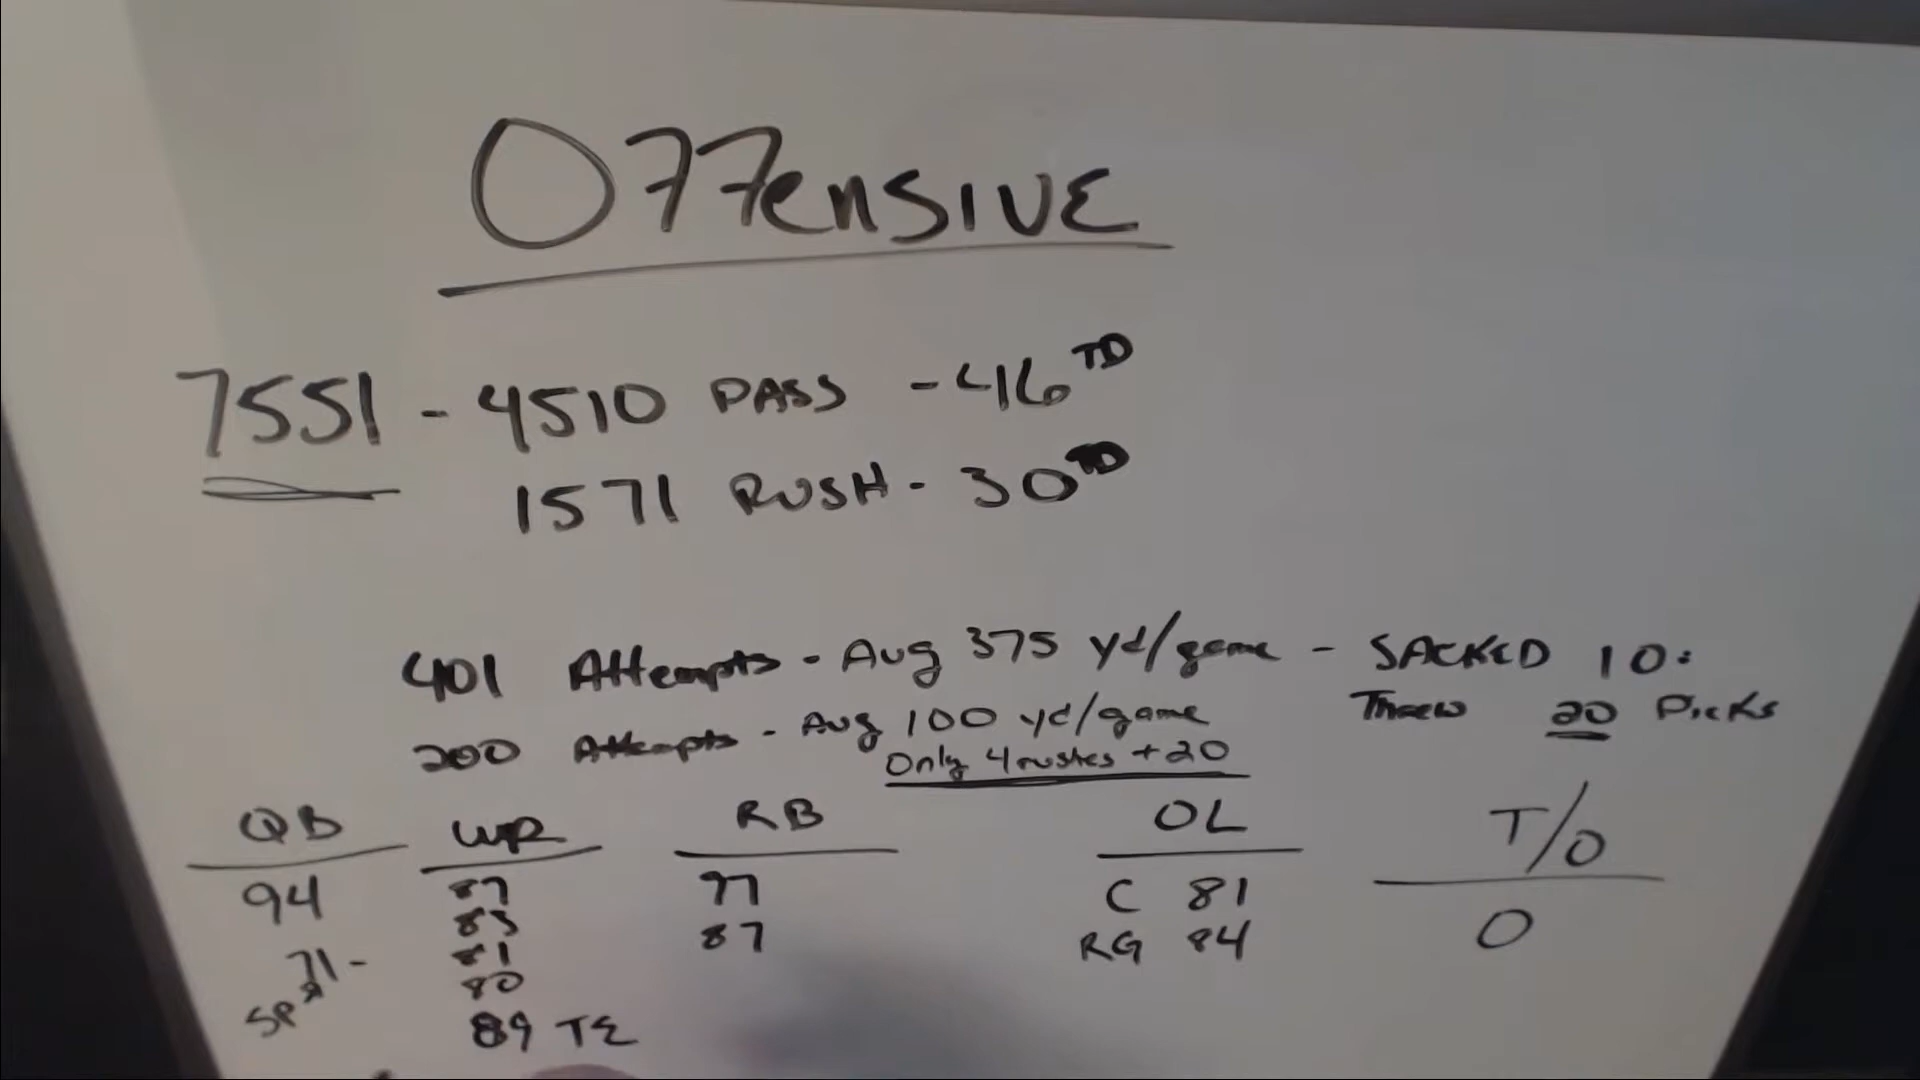 OFFENSIVE
7551 - 4510 PASS - 46 TD
1571 RUSH - 30 TD
401 Attempts - Avg 375 yd/game - SACKED 10:
Threw 20 Picks
200 Attempts - Avg 100 yd/game
Only 4 rushes +20
QB WR RB OL T/O
94 87 77 C 81 0
83 87 RG 84
71- 81
80
89 TE